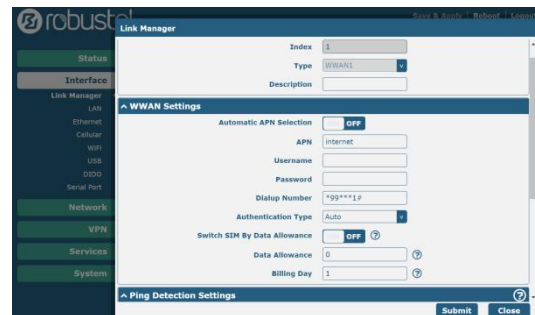 robustel
Save & Apply | Reboot | Logout
Link Manager
Index 1
Type WWAN1
Description
Status
Interface
Link Manager
LAN
Ethernet
Cellular
WiFi
USB
DIDO
Serial Port
Network
VPN
Services
System
^ WWAN Settings
Automatic APN Selection OFF
APN internet
Username
Password
Dialup Number *99***1#
Authentication Type Auto
Switch SIM By Data Allowance OFF ?
Data Allowance 0 ?
Billing Day 1 ?
^ Ping Detection Settings ?
Submit Close